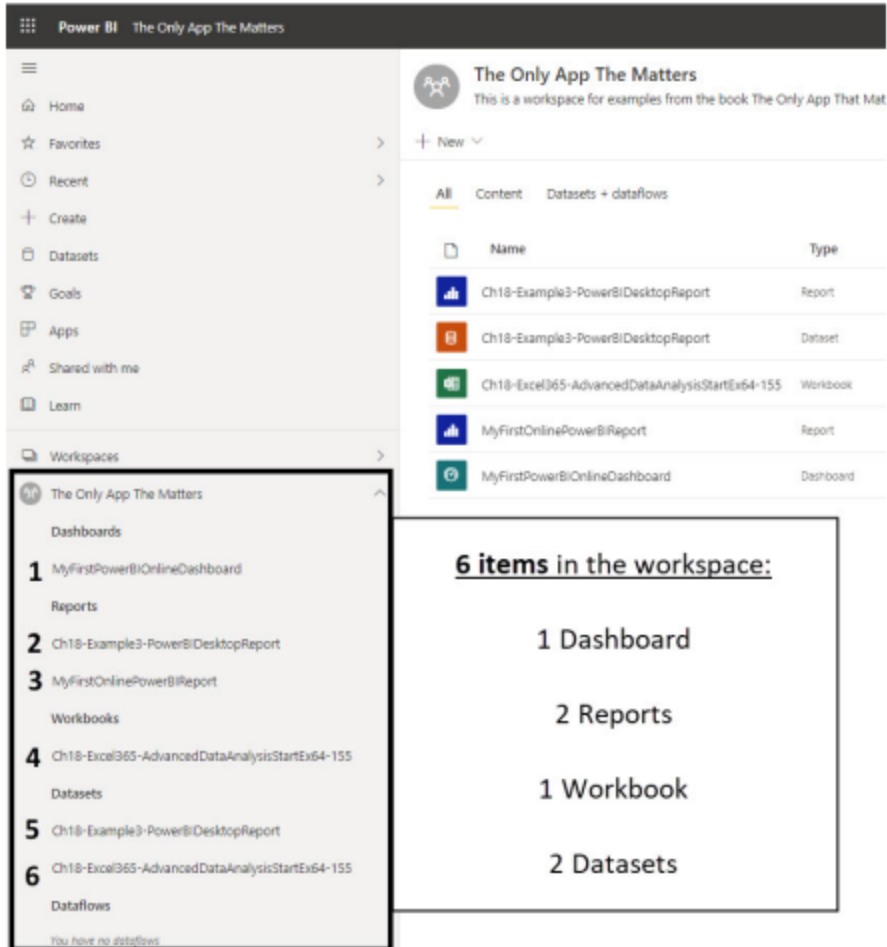 Power BI The Only App The Matters
Home
Favorites
Recent
Create
Datasets
Goals
Apps
Shared with me
Learn
Workspaces
The Only App The Matters
Dashboards
1 MyFirstPowerBIOnlineDashboard
Reports
2 Ch18-Example3-PowerBIDesktopReport
3 MyFirstOnlinePowerBIReport
Workbooks
4 Ch18-Excel365-AdvancedDataAnalysisStartEx64-155
Datasets
5 Ch18-Example3-PowerBIDesktopReport
6 Ch18-Excel365-AdvancedDataAnalysisStartEx64-155
Dataflows
You have no dataflows
The Only App The Matters
This is a workspace for examples from the book The Only App That Mat
New
All Content Datasets + dataflows
Name Type
Ch18-Example3-PowerBIDesktopReport Report
Ch18-Example3-PowerBIDesktopReport Dataset
Ch18-Excel365-AdvancedDataAnalysisStartEx64-155 Workbook
MyFirstOnlinePowerBIReport Report
MyFirstPowerBIOnlineDashboard Dashboard
6 items in the workspace:
1 Dashboard
2 Reports
1 Workbook
2 Datasets